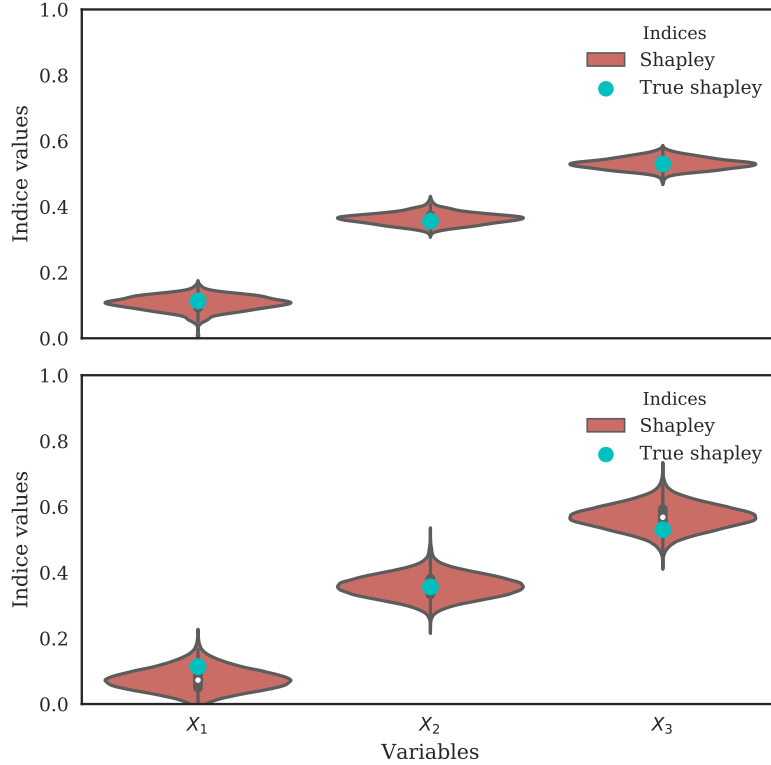 1.0
0.8
0.6
0.4
0.2
0.0
Indice values
Indices
Shapley
True shapley
1.0
0.8
0.6
0.4
0.2
0.0
Indice values
Indices
Shapley
True shapley
X₁ X₂ X₃
Variables